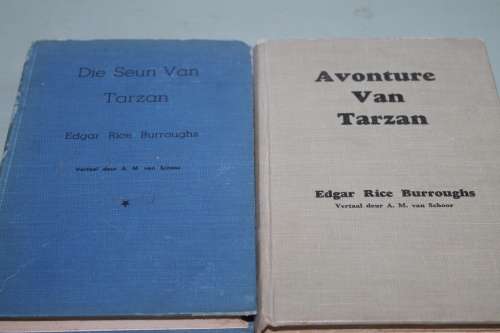 Die Seun Van
Tarzan
Edgar Rice Burroughs
Vertaal deur A. M. van Schoor
Avonture
Van
Tarzan
Edgar Rice Burroughs
Vertaal deur A. M. van Schoor